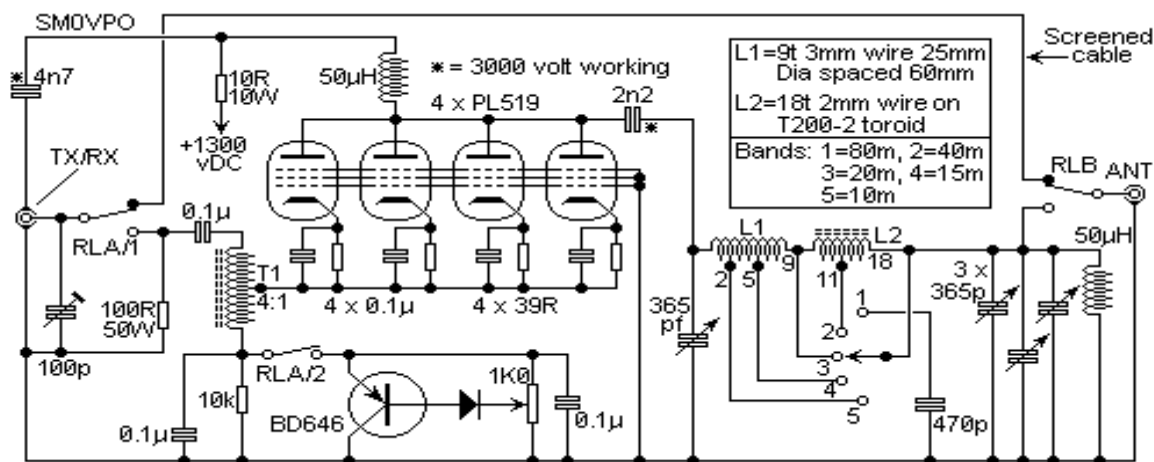 SM0VPO
* 4n7
10R
10W
+1300
vDC
50µH
* = 3000 volt working
4 x PL519
2n2
*
L1=9t 3mm wire 25mm
Dia spaced 60mm
L2=18t 2mm wire on
T200-2 toroid
Bands: 1=80m, 2=40m
3=20m, 4=15m
5=10m
Screened
cable
TX/RX
RLB
ANT
0.1µ
RLA/1
T1
4:1
100R
50W
100p
4 x 0.1µ
4 x 39R
L1
2
5
9
L2
11
18
50µH
365
pf
3 x
365p
1
2
3
4
5
470p
RLA/2
10k
0.1µ
BD646
1K0
0.1µ